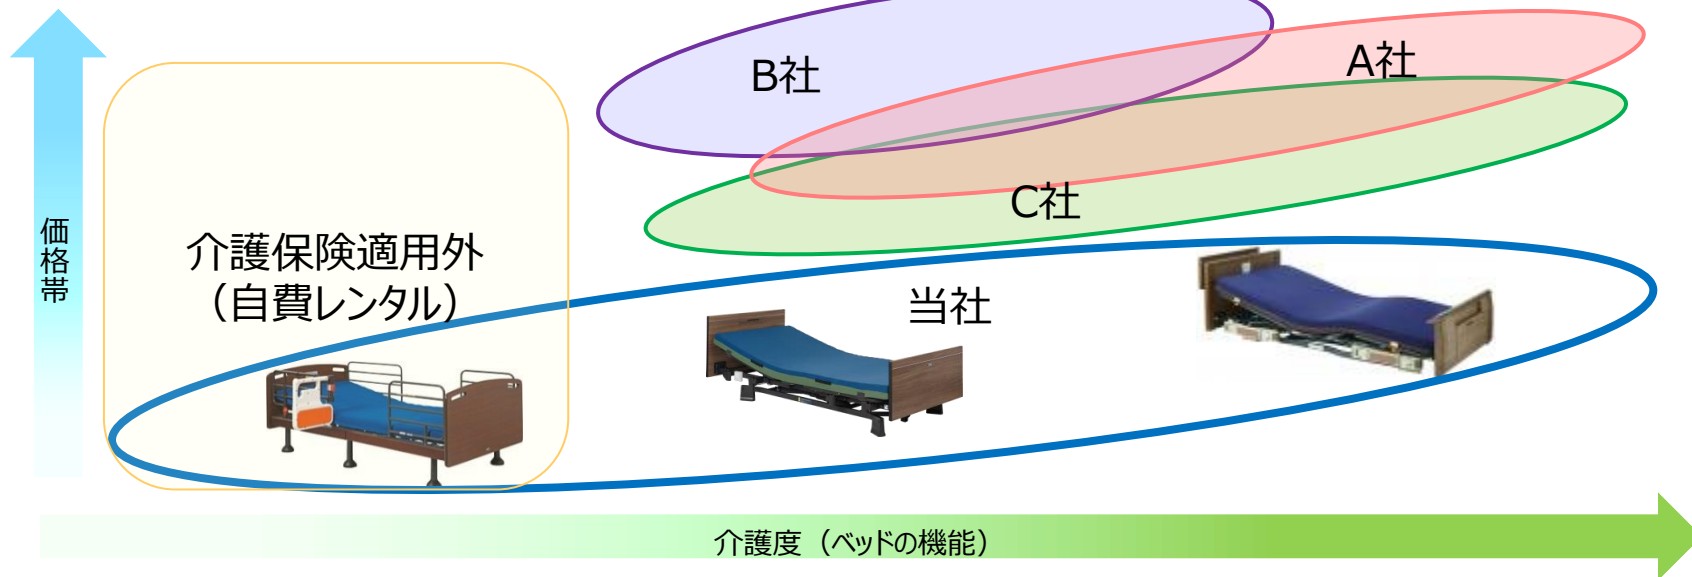 B社
A社
C社
価格帯
介護保険適用外
（自費レンタル）
当社
介護度（ベッドの機能）